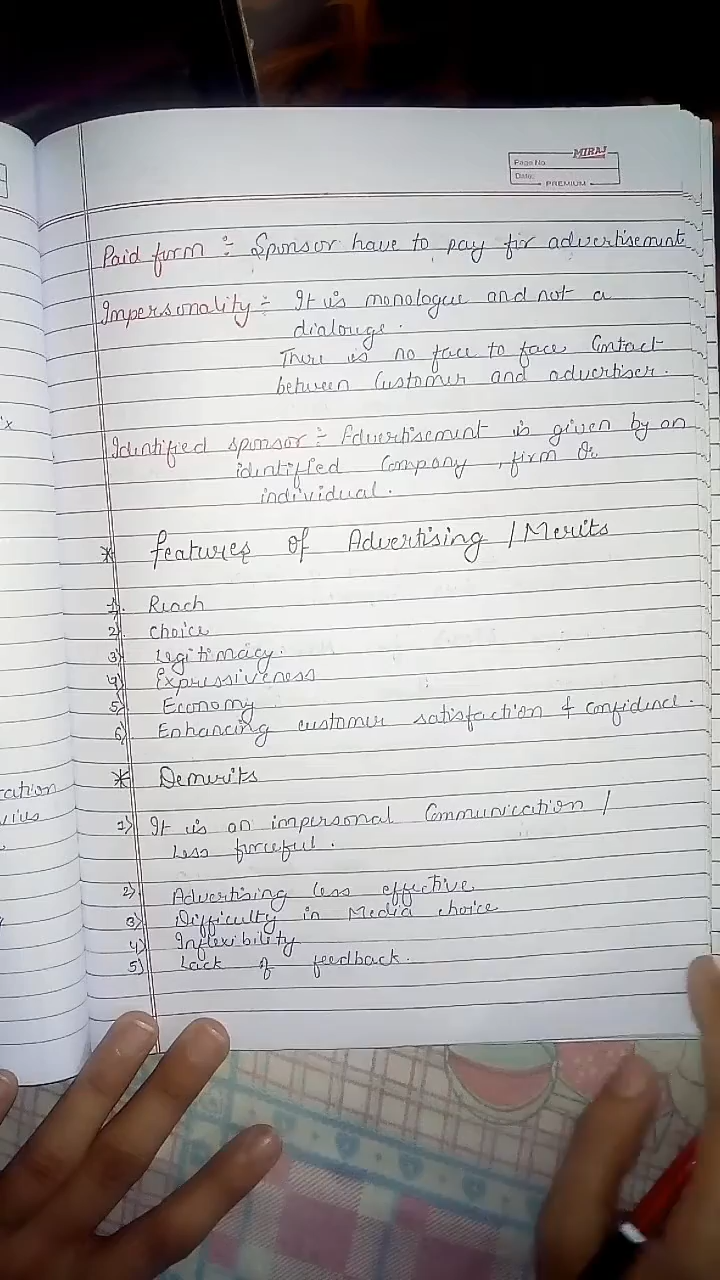 MIRAJ
Page No
Date:
PREMIUM
Paid form :- Sponsor have to pay for advertisement
Impersonality :- It is monologue and not a
dialouge.
There is no face to face Contact
between Customer and advertiser.
Identified sponsor :- Advertisement is given by an
identified Company, firm or
individual.
* features of Advertising / Merits
1). Reach
2). choice
3) Legitimacy.
4) Expressiveness
5) Economy
6) Enhancing customer satisfaction & confidence.
* Demerits
1) It is an impersonal Communication /
Less forceful.
2) Advertising less effective
3) Difficulty in Media choice
4) Inflexibility
5) Lack of feedback.
x
cation